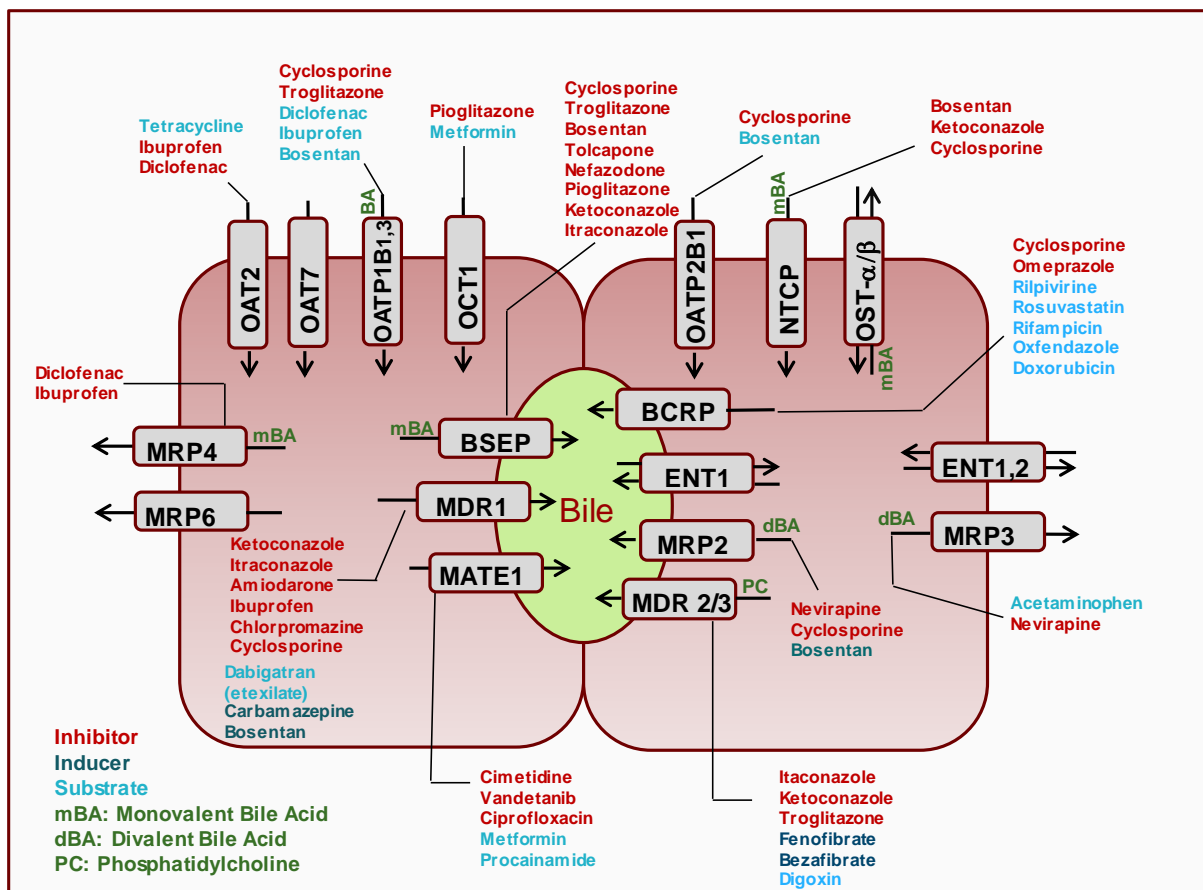 Cyclosporine
Troglitazone
Diclofenac
Ibuprofen
Bosentan
Tetracycline
Ibuprofen
Diclofenac
Pioglitazone
Metformin
Cyclosporine
Troglitazone
Bosentan
Tolcapone
Nefazodone
Pioglitazone
Ketoconazole
Itraconazole
Cyclosporine
Bosentan
Bosentan
Ketoconazole
Cyclosporine
BA
mBA
OAT2
OAT7
OATP1B1,3
OCT1
OATP2B1
NTCP
OST-α/β
mBA
Cyclosporine
Omeprazole
Rilpivirine
Rosuvastatin
Rifampicin
Oxfendazole
Doxorubicin
Diclofenac
Ibuprofen
MRP4
mBA
mBA
BSEP
BCRP
MRP6
MDR1
Bile
ENT1
ENT1,2
MATE1
MRP2
dBA
dBA
MRP3
MDR 2/3
PC
Ketoconazole
Itraconazole
Amiodarone
Ibuprofen
Chlorpromazine
Cyclosporine
Dabigatran
(etexilate)
Carbamazepine
Bosentan
Nevirapine
Cyclosporine
Bosentan
Acetaminophen
Nevirapine
Inhibitor
Inducer
Substrate
mBA: Monovalent Bile Acid
dBA: Divalent Bile Acid
PC: Phosphatidylcholine
Cimetidine
Vandetanib
Ciprofloxacin
Metformin
Procainamide
Itaconazole
Ketoconazole
Troglitazone
Fenofibrate
Bezafibrate
Digoxin